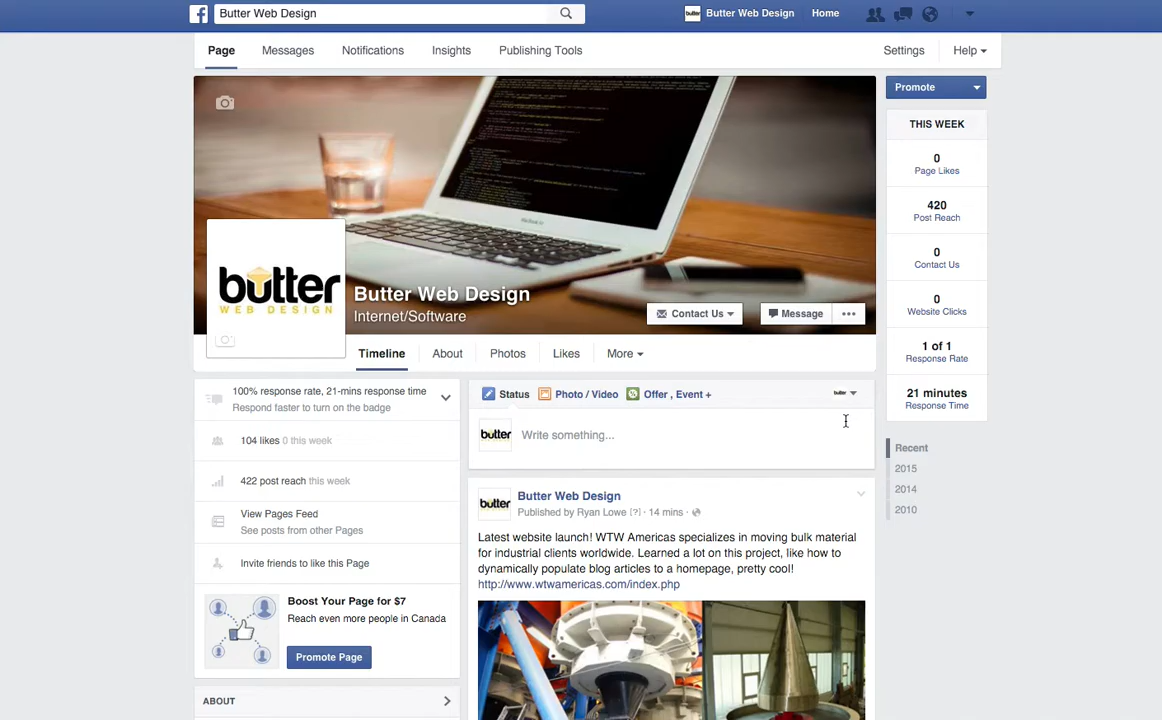 Butter Web Design
Butter Web Design
Home
Page
Messages
Notifications
Insights
Publishing Tools
Settings
Help
butter
WEB DESIGN
Butter Web Design
Internet/Software
Contact Us
Message
Timeline
About
Photos
Likes
More
Promote
THIS WEEK
0
Page Likes
420
Post Reach
0
Contact Us
0
Website Clicks
1 of 1
Response Rate
21 minutes
Response Time
Recent
2015
2014
2010
100% response rate, 21-mins response time
Respond faster to turn on the badge
104 likes 0 this week
422 post reach this week
View Pages Feed
See posts from other Pages
Invite friends to like this Page
Boost Your Page for $7
Reach even more people in Canada
Promote Page
ABOUT
Status
Photo / Video
Offer , Event +
butter
butter
Write something...
butter
Butter Web Design
Published by Ryan Lowe [?] · 14 mins ·
Latest website launch! WTW Americas specializes in moving bulk material
for industrial clients worldwide. Learned a lot on this project, like how to
dynamically populate blog articles to a homepage, pretty cool!
http://www.wtwamericas.com/index.php